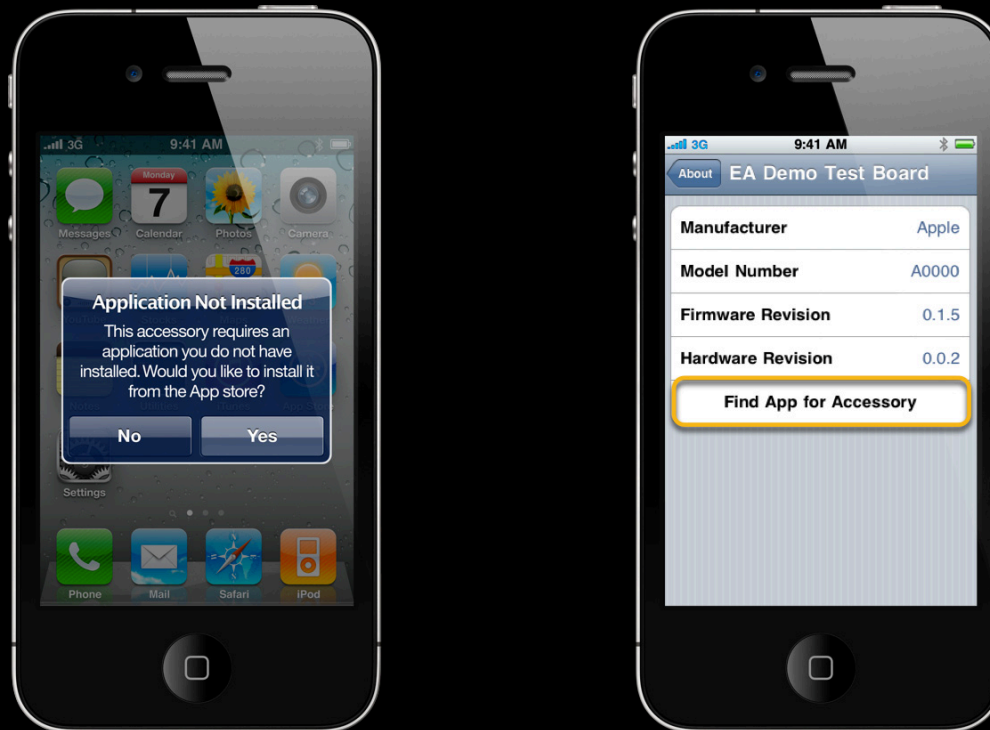 3G 9:41 AM
Monday
7
Messages Calendar Photos Camera
280
Application Not Installed
This accessory requires an
application you do not have
installed. Would you like to install it
from the App store?
No Yes
Settings
Phone Mail Safari iPod
3G 9:41 AM
About EA Demo Test Board
Manufacturer Apple
Model Number A0000
Firmware Revision 0.1.5
Hardware Revision 0.0.2
Find App for Accessory